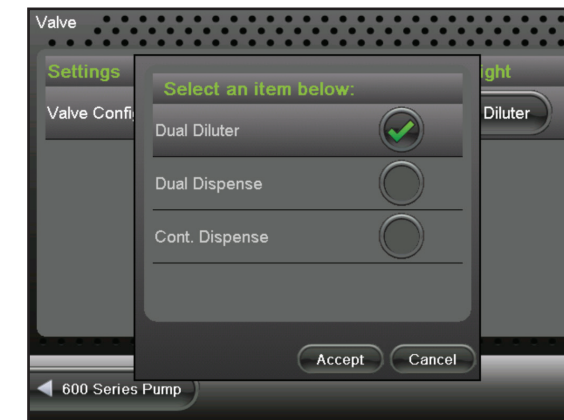 Valve
Settings
ight
Valve Confi
Diluter
Select an item below:
Dual Diluter
Dual Dispense
Cont. Dispense
Accept
Cancel
600 Series Pump